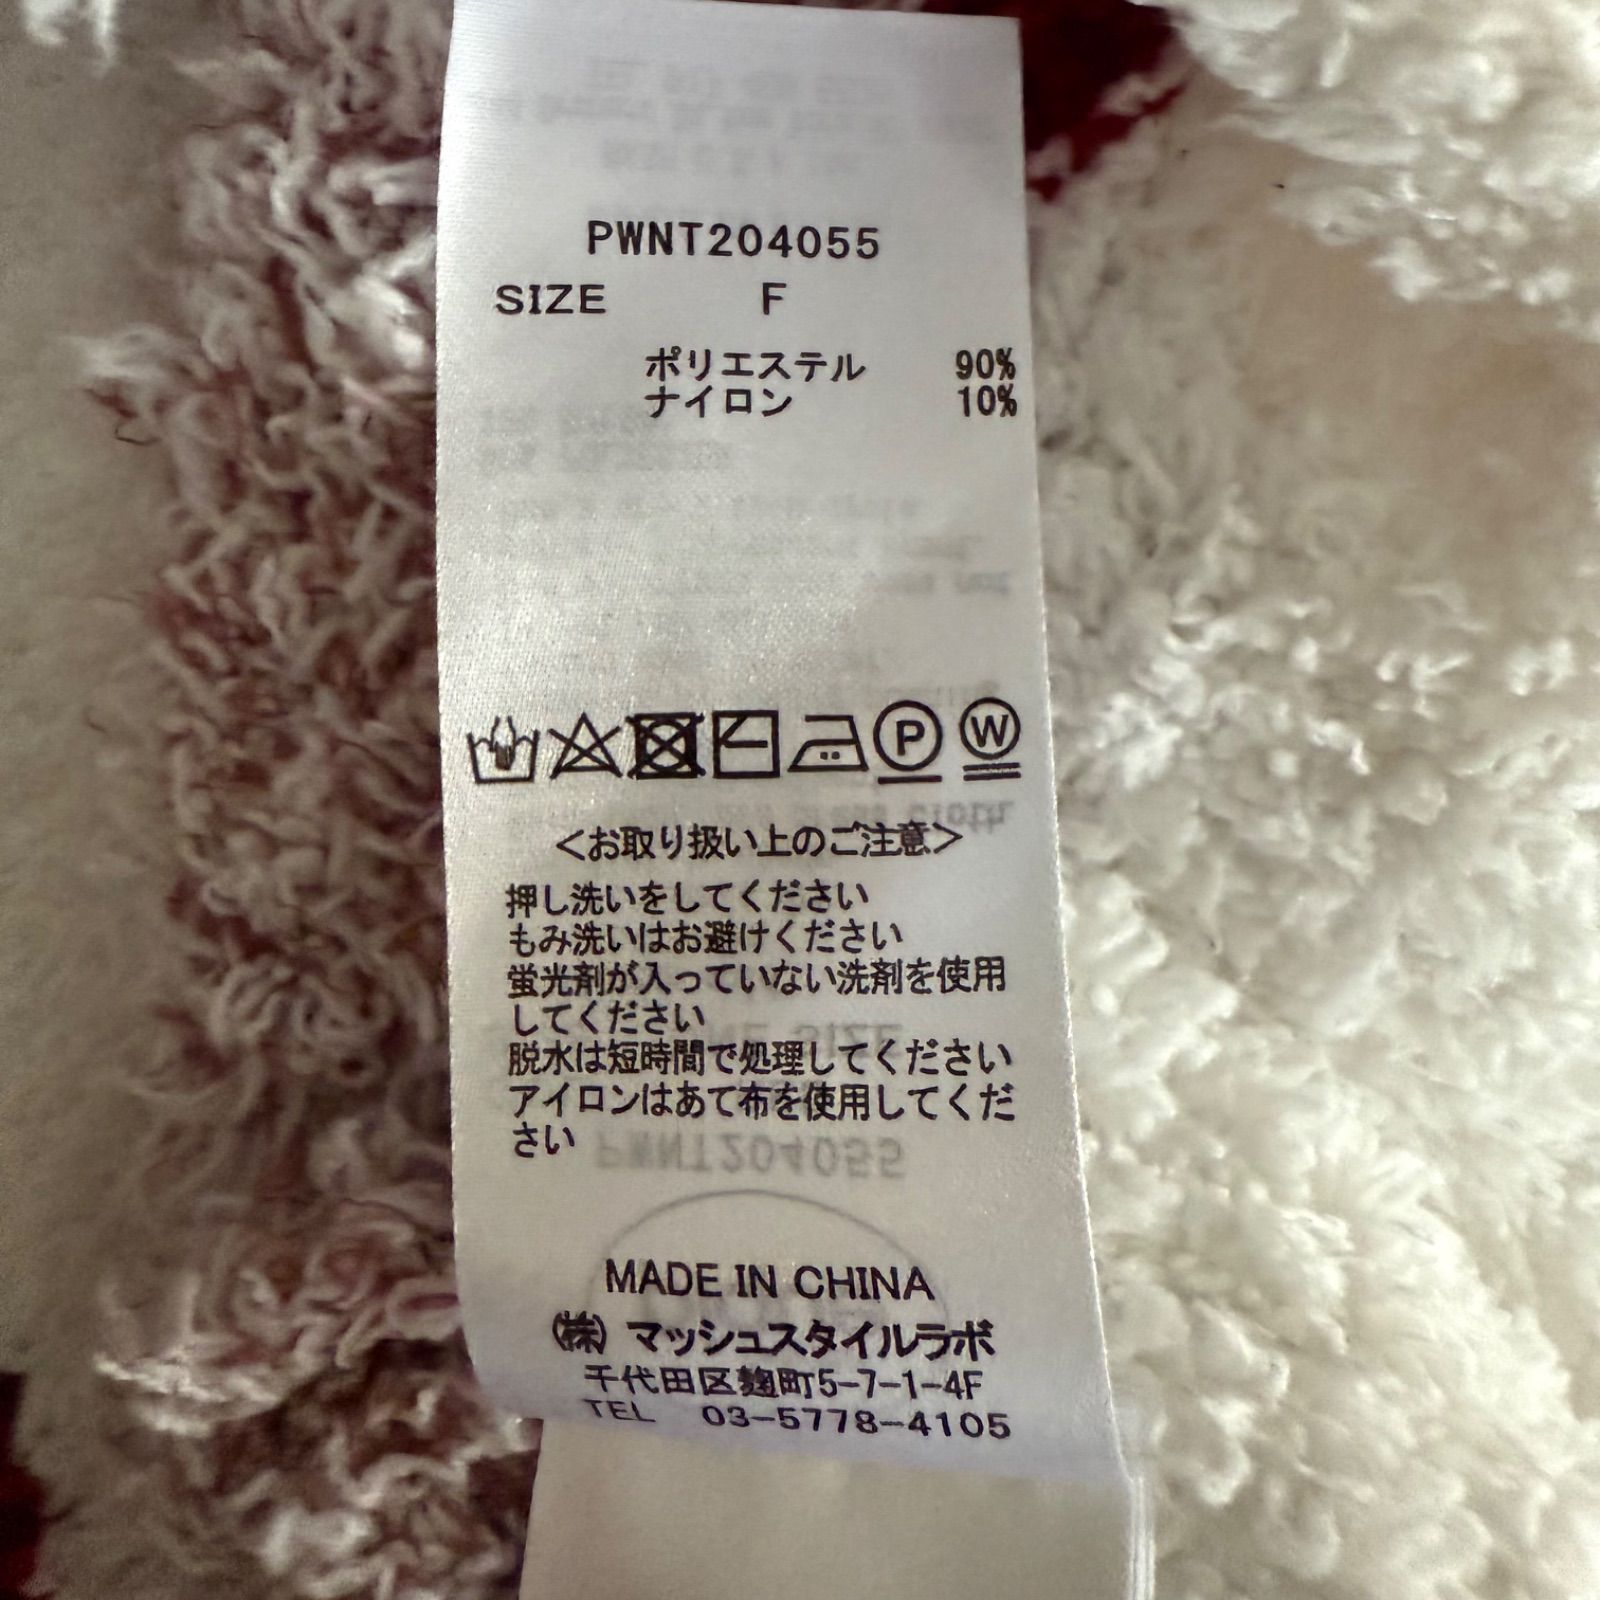 PWNT204055
SIZE F
ポリエステル 90%
ナイロン 10%
P W
<お取り扱い上のご注意>
押し洗いをしてください
もみ洗いはお避けください
蛍光剤が入っていない洗剤を使用
してください
脱水は短時間で処理してください
アイロンはあて布を使用してくだ
さい
PWNT204055
MADE IN CHINA
㈱ マッシュスタイルラボ
千代田区麹町5-7-1-4F
TEL 03-5778-4105